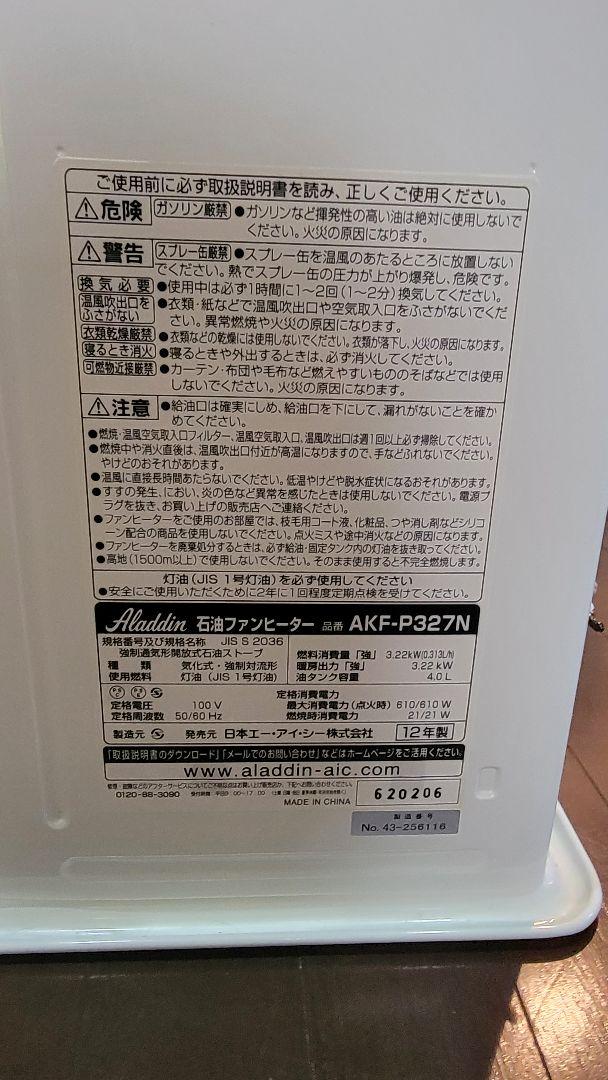 ご使用前に必ず取扱説明書を読み、正しくご使用ください。
⚠危険 ガソリン厳禁 ●ガソリンなど揮発性の高い油は絶対に使用しないで
ください。火災の原因になります。
⚠警告 スプレー缶厳禁 ●スプレー缶を温風のあたるところに放置しない
でください。熱でスプレー缶の圧力が上がり爆発し、危険です。
換気必要 ●使用中は必ず1時間に1〜2回(1〜2分)換気してください。
温風吹出口をふさがない ●衣類・紙などで温風吹出口や空気取入口をふさがないでくだ
さい。異常燃焼や火災の原因になります。
衣類乾燥厳禁 ●衣類などの乾燥には使用しないでください。衣類が落下し、火災の原因になります。
寝るとき消火 ●寝るときや外出するときは、必ず消火してください。
可燃物近接厳禁 ●カーテン・布団や毛布など燃えやすいもののそばなどでは使用
しないでください。火災の原因になります。
⚠注意 ●給油口は確実にしめ、給油口を下にして、漏れがないことを確か
めてください。
●燃焼・温風空気取入口フィルター、温風空気取入口、温風吹出口は週1回以上必ず掃除してください。
●燃焼中や消火直後は、温風吹出口付近が高温になりますので、手などふれないでください。
やけどのおそれがあります。
●温風に直接長時間あたらないでください。低温やけどや脱水症状になるおそれがあります。
●すすの発生、におい、炎の色など異常を感じたときは使用しないでください。電源プ
ラグを抜き、お買い上げの販売店へご連絡ください。
●ファンヒーターをご使用のお部屋では、枝毛用コート液、化粧品、つや消し剤などシリコ
ーン配合の商品を使用しないでください。点火ミスや途中消火などの原因になります。
●ファンヒーターを廃棄処分するときは、必ず給油・固定タンク内の灯油を抜き取ってください。
●高地(1500m以上)で使用しないでください。そのまま使用すると不完全燃焼します。
灯油(JIS 1号灯油)を必ず使用してください
●安全にご使用いただくために2年に1回程度定期点検を受けてください。
Aladdin 石油ファンヒーター 品番 AKF-P327N
規格番号及び規格名称 JIS S 2036
強制通気形開放式石油ストーブ
種類 気化式・強制対流形
使用燃料 灯油(JIS 1号灯油)
燃料消費量「強」 3.22kW(0.313L/h)
暖房出力「強」 3.22 kW
油タンク容量 4.0L
定格電圧 100 V
定格周波数 50/60 Hz
定格消費電力
最大消費電力(点火時) 610/610 W
燃焼時消費電力 21/21 W
製造元 発売元 日本エー・アイ・シー株式会社 12年製
「取扱説明書のダウンロード」「メールでのお問い合わせ」などはホームページをご活用ください。
www.aladdin-aic.com
0120-88-3090
620206
MADE IN CHINA
製造番号
No. 43-256116